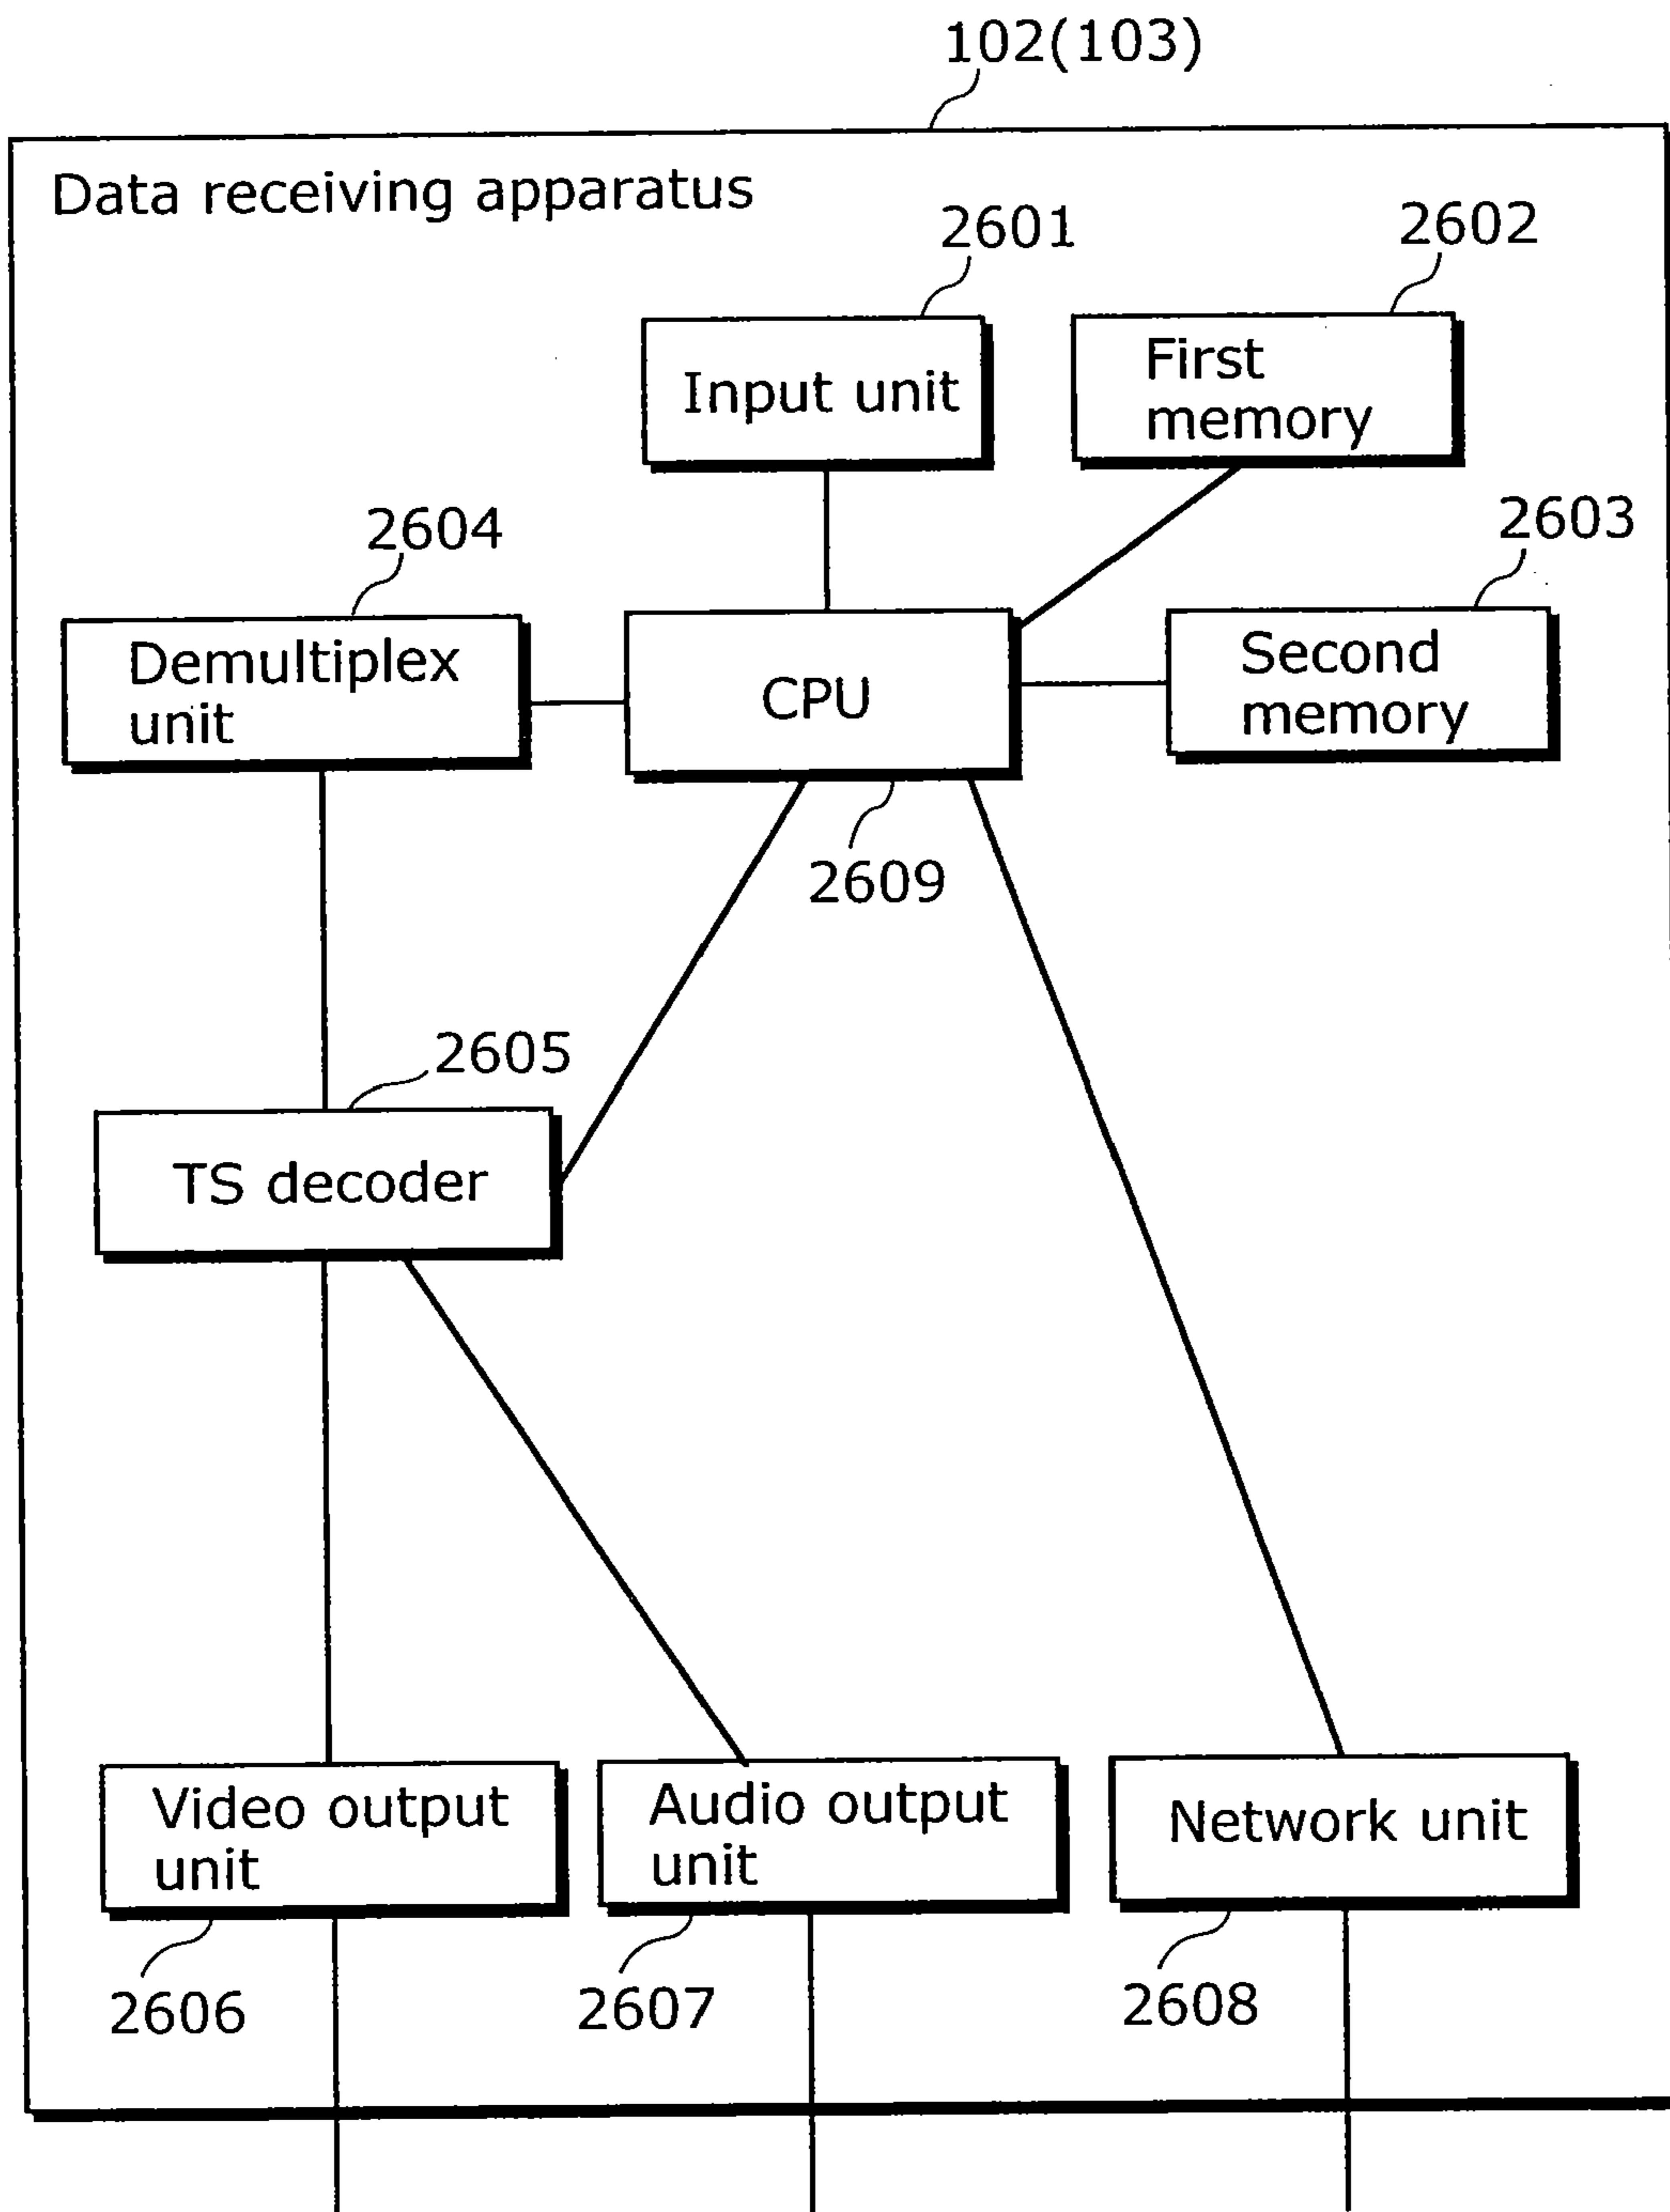 102(103)
Data receiving apparatus
2601
2602
Input unit
First
memory
2604
2603
Demultiplex
unit
CPU
Second
memory
2609
2605
TS decoder
Video output
unit
Audio output
unit
Network unit
2606
2607
2608